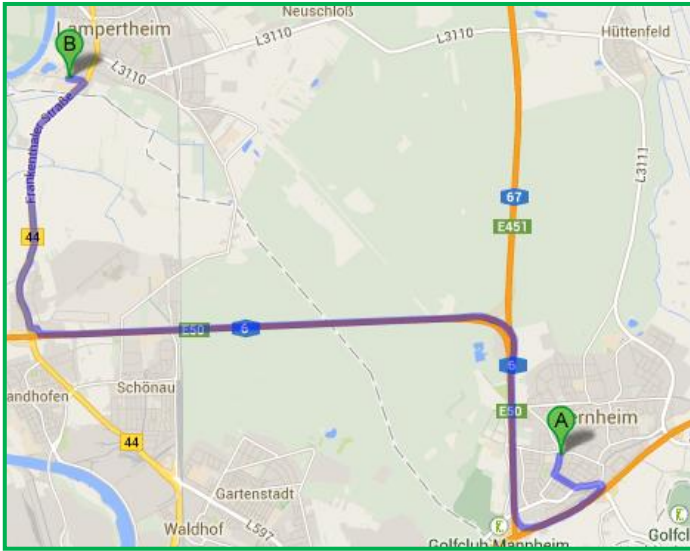 Neuschloß
Lampertheim
B
L3110
L3110
L3110
Hüttenfeld
Frankenthaler Straße
L3111
67
E451
44
E50
6
6
Schönau
E50
A
ernheim
andhofen
44
Gartenstadt
Waldhof
L597
Golfclub Mannheim
Golfcl